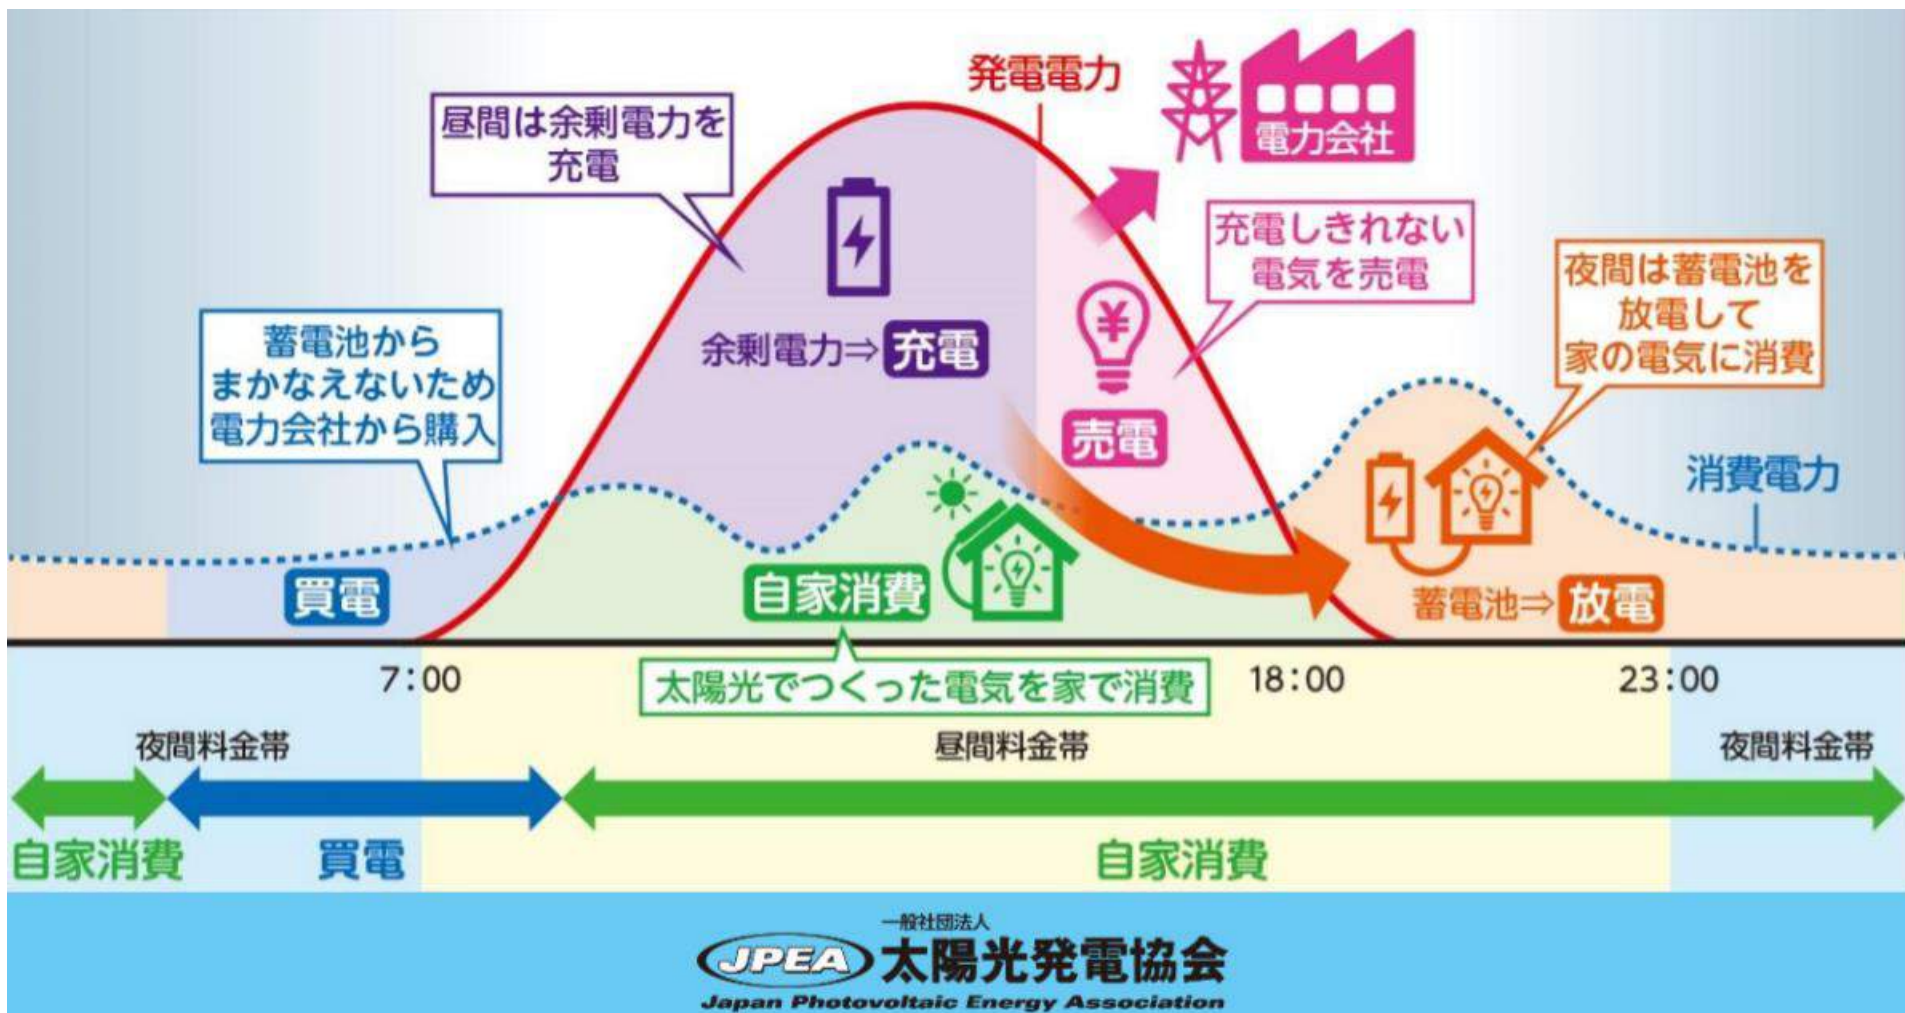 発電電力
電力会社
昼間は余剰電力を
充電
充電しきれない
電気を売電
夜間は蓄電池を
放電して
家の電気に消費
蓄電池から
まかなえないため
電力会社から購入
余剰電力⇒充電
¥
売電
消費電力
買電
自家消費
蓄電池⇒放電
7:00
太陽光でつくった電気を家で消費
18:00
23:00
夜間料金帯
昼間料金帯
夜間料金帯
自家消費
買電
自家消費
一般社団法人
JPEA 太陽光発電協会
Japan Photovoltaic Energy Association